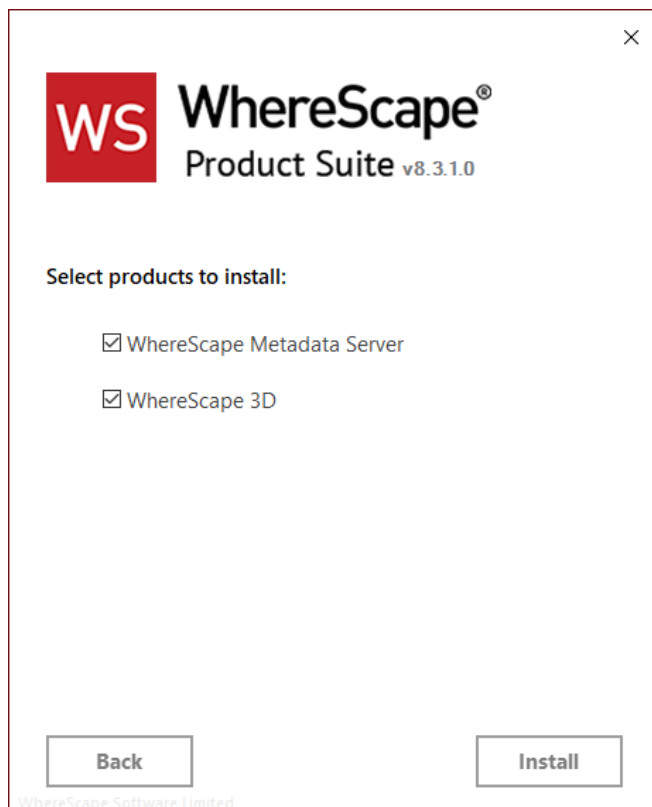 WS WhereScape®
Product Suite v8.3.1.0
Select products to install:
WhereScape Metadata Server
WhereScape 3D
Back Install
WhereScape Software Limited